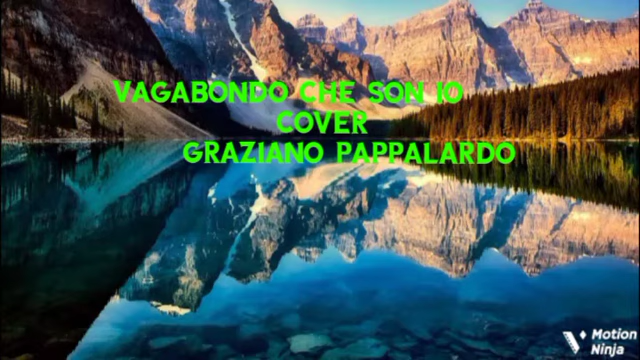 VAGABONDO CHE SON IO
COVER
GRAZIANO PAPPALARDO
Motion
Ninja